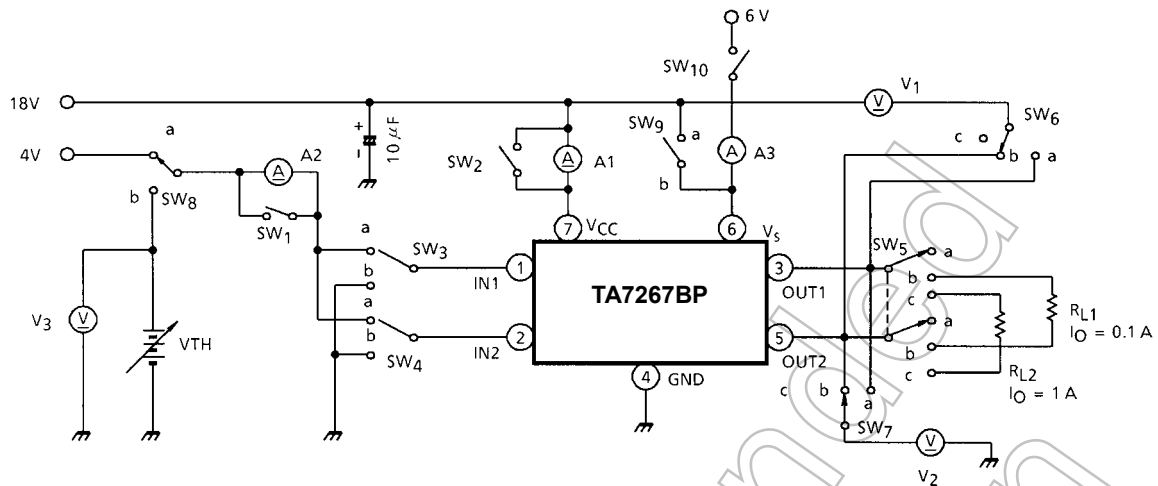 6 V
SW10
V1
18V
V
SW6
a
+
-
10 μF
SW9
a
c
b
a
4V
A2
A
SW2
A
A1
A
A3
b
SW8
b
SW1
a
SW3
7
VCC
6
Vs
b
1
IN1
TA7267BP
3
OUT1
SW5
a
b
c
RL1
IO = 0.1 A
V3
V
VTH
a
b
SW4
2
IN2
5
OUT2
a
b
c
RL2
IO = 1 A
4
GND
c
b
a
SW7
V
V2